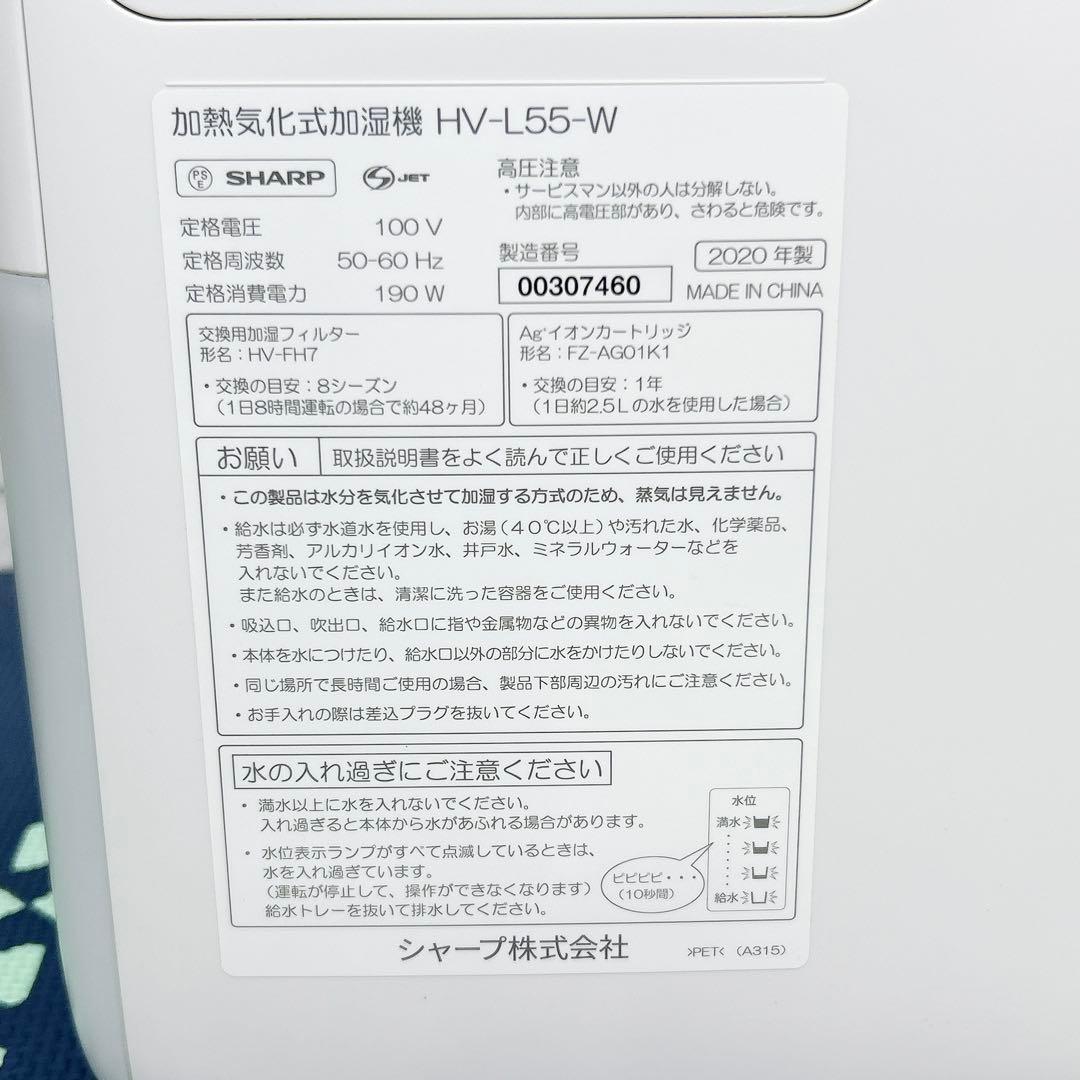 加熱気化式加湿機 HV-L55-W
PS E SHARP
S JET
定格電圧 100 V
定格周波数 50-60 Hz
定格消費電力 190 W
高圧注意
・サービスマン以外の人は分解しない。
内部に高電圧部があり、さわると危険です。
製造番号
00307460
2020 年製
MADE IN CHINA
交換用加湿フィルター
形名：HV-FH7
・交換の目安：8シーズン
（1日8時間運転の場合で約48ヶ月）
Ag⁺イオンカートリッジ
形名：FZ-AG01K1
・交換の目安：1年
（1日約2.5Lの水を使用した場合）
お願い 取扱説明書をよく読んで正しくご使用ください
・この製品は水分を気化させて加湿する方式のため、蒸気は見えません。
・給水は必ず水道水を使用し、お湯（40℃以上）や汚れた水、化学薬品、
芳香剤、アルカリイオン水、井戸水、ミネラルウォーターなどを
入れないでください。
また給水のときは、清潔に洗った容器をご使用ください。
・吸込口、吹出口、給水口に指や金属物などの異物を入れないでください。
・本体を水につけたり、給水口以外の部分に水をかけたりしないでください。
・同じ場所で長時間ご使用の場合、製品下部周辺の汚れにご注意ください。
・お手入れの際は差込プラグを抜いてください。
水の入れ過ぎにご注意ください
・満水以上に水を入れないでください。
入れ過ぎると本体から水があふれる場合があります。
・水位表示ランプがすべて点滅しているときは、
水を入れ過ぎています。
（運転が停止して、操作ができなくなります）
給水トレーを抜いて排水してください。
ピピピピ・・・
（10秒間）
水位
満水
給水
シャープ株式会社
>PET< （A315）